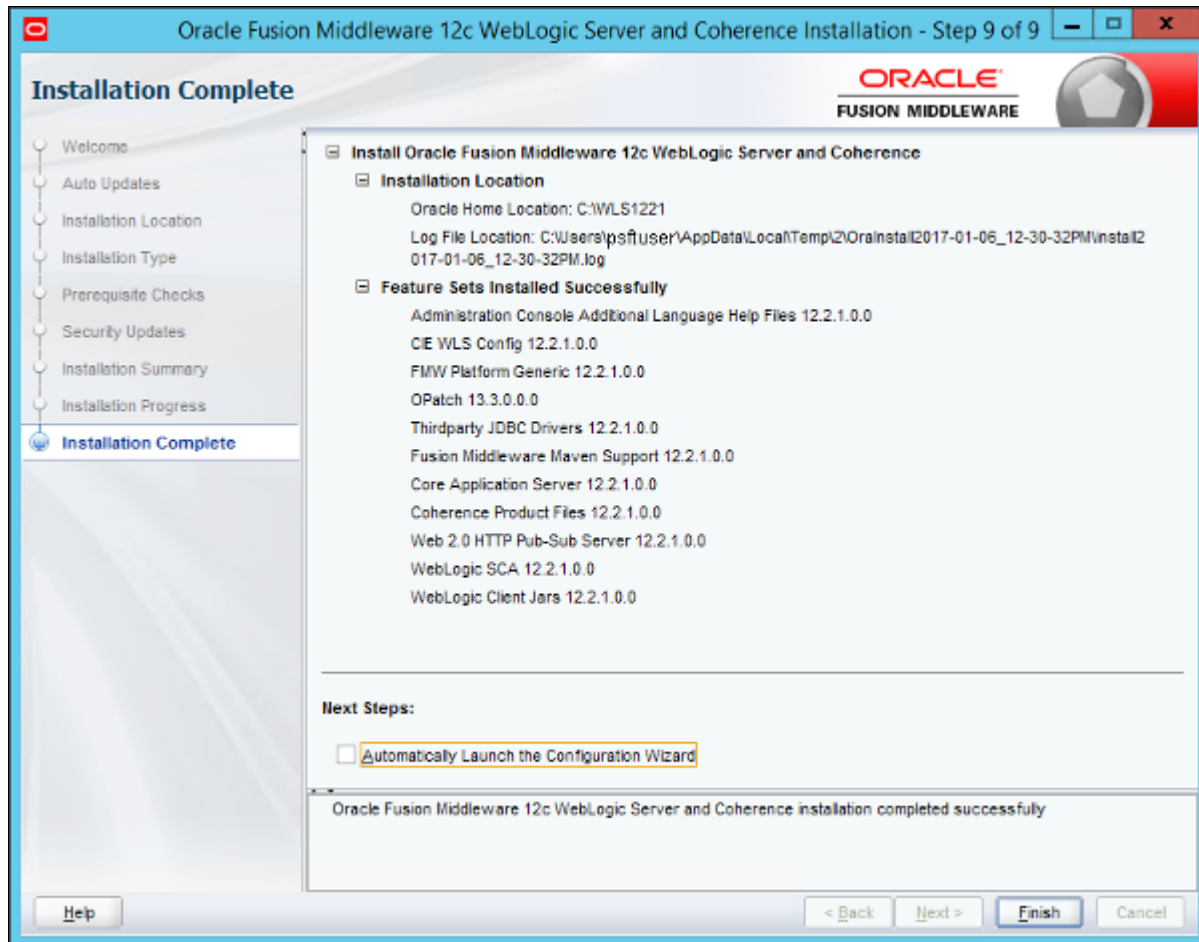 Oracle Fusion Middleware 12c WebLogic Server and Coherence Installation - Step 9 of 9
Installation Complete
ORACLE
FUSION MIDDLEWARE
Welcome
Auto Updates
Installation Location
Installation Type
Prerequisite Checks
Security Updates
Installation Summary
Installation Progress
Installation Complete
Install Oracle Fusion Middleware 12c WebLogic Server and Coherence
Installation Location
Oracle Home Location: C:\WLS1221
Log File Location: C:\Users\psftuser\AppData\Local\Temp\2\OraInstall2017-01-06_12-30-32PM\install2
017-01-06_12-30-32PM.log
Feature Sets Installed Successfully
Administration Console Additional Language Help Files 12.2.1.0.0
CIE WLS Config 12.2.1.0.0
FMW Platform Generic 12.2.1.0.0
OPatch 13.3.0.0.0
Thirdparty JDBC Drivers 12.2.1.0.0
Fusion Middleware Maven Support 12.2.1.0.0
Core Application Server 12.2.1.0.0
Coherence Product Files 12.2.1.0.0
Web 2.0 HTTP Pub-Sub Server 12.2.1.0.0
WebLogic SCA 12.2.1.0.0
WebLogic Client Jars 12.2.1.0.0
Next Steps:
Automatically Launch the Configuration Wizard
Oracle Fusion Middleware 12c WebLogic Server and Coherence installation completed successfully
Help
< Back
Next >
Finish
Cancel